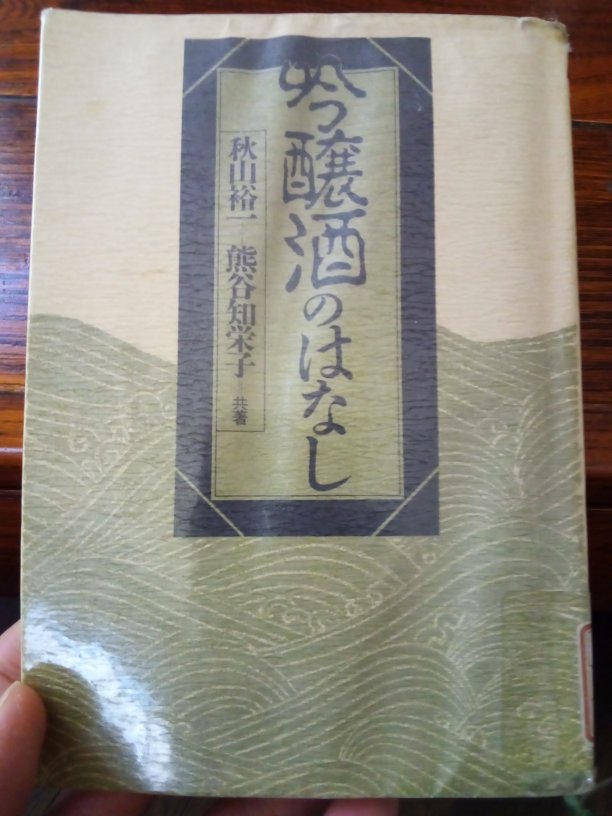 吟醸酒のはなし
秋山裕一 熊谷知栄子=共著